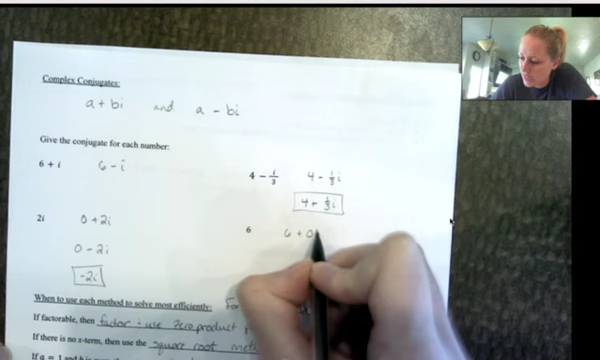 Complex Conjugates:
a + bi and a - bi
Give the conjugate for each number:
6 + i 6 - i
4 - i/3 4 - 1/3 i
4 + 1/3 i
2i 0 + 2i
0 - 2i
-2i
6 6 + 0
When to use each method to solve most efficiently:
If factorable, then factor + use zero product
If there is no x-term, then use the square root
If a = 1 and b is